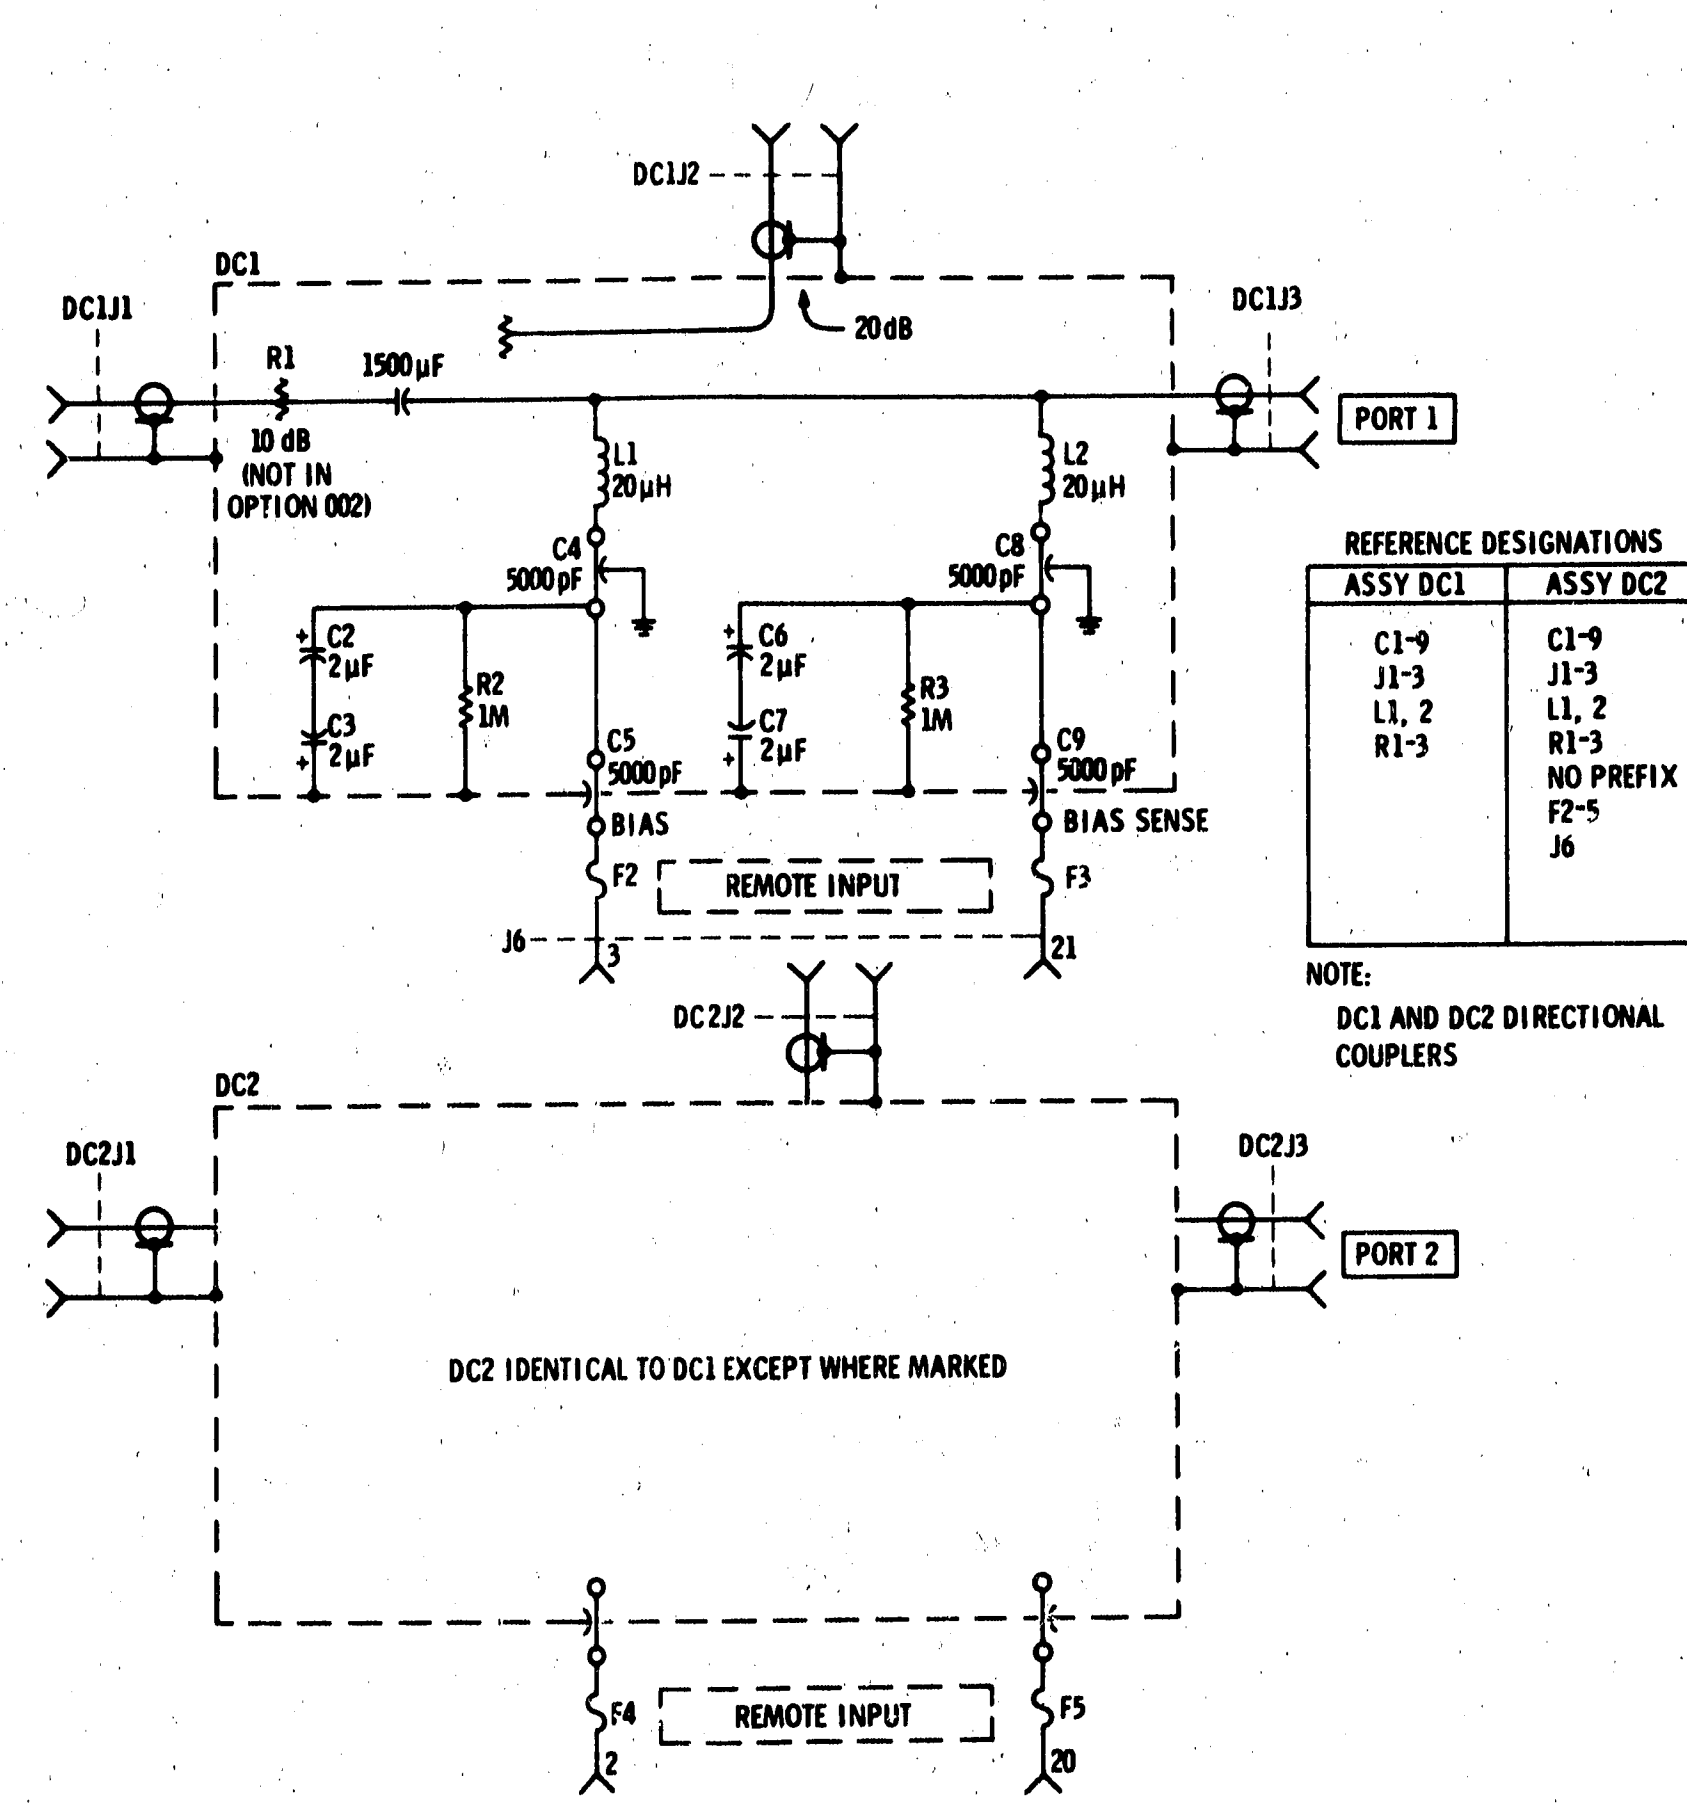 DC1J2
DC1
DC1J1
DC1J3
20dB
R1
1500µF
PORT 1
10 dB
(NOT IN
OPTION 002)
L1
20µH
L2
20µH
C4
5000pF
C8
5000pF
REFERENCE DESIGNATIONS
ASSY DC1
ASSY DC2
C1-9
J1-3
L1, 2
R1-3
C1-9
J1-3
L1, 2
R1-3
NO PREFIX
F2-5
J6
+
C2
2µF
C3
2µF
+
R2
1M
+
C6
2µF
C7
2µF
+
R3
1M
C5
5000pF
C9
5000pF
BIAS
BIAS SENSE
F2
REMOTE INPUT
F3
J6
3
21
NOTE:
DC1 AND DC2 DIRECTIONAL
COUPLERS
DC2J2
DC2
DC2J1
DC2J3
PORT 2
DC2 IDENTICAL TO DC1 EXCEPT WHERE MARKED
F4
REMOTE INPUT
F5
2
20